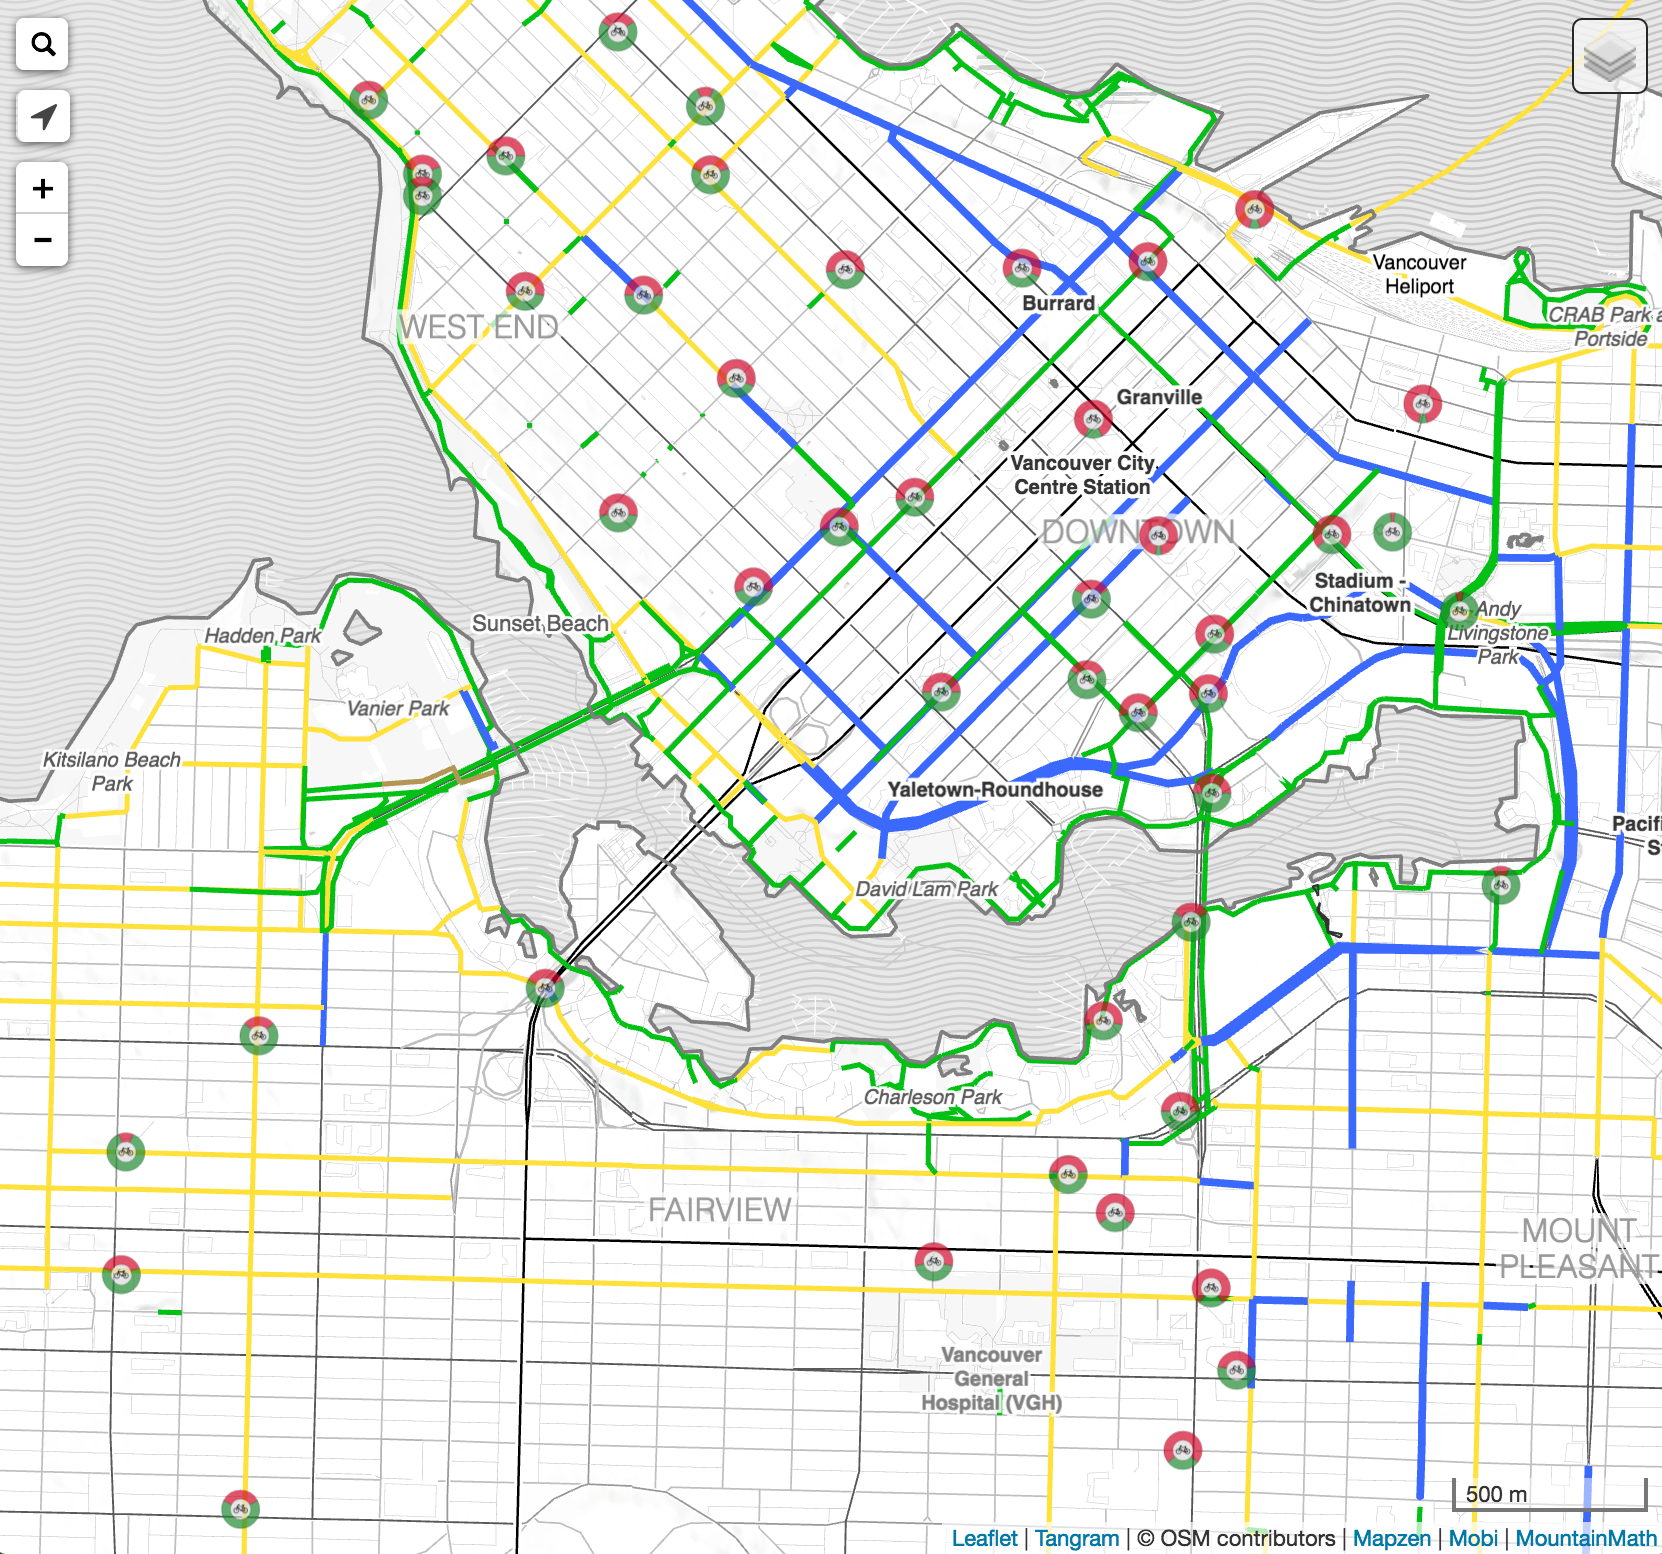 +
−
Vancouver
Heliport
CRAB Park a
Portside
Burrard
WEST END
Granville
Vancouver City
Centre Station
DOWNTOWN
Stadium -
Chinatown
Andy
Livingstone
Park
Sunset Beach
Hadden Park
Vanier Park
Kitsilano Beach
Park
Yaletown-Roundhouse
Pacifi
St
David Lam Park
Charleson Park
FAIRVIEW
MOUNT
PLEASANT
Vancouver
General
Hospital (VGH)
500 m
Leaflet | Tangram | © OSM contributors | Mapzen | Mobi | MountainMath